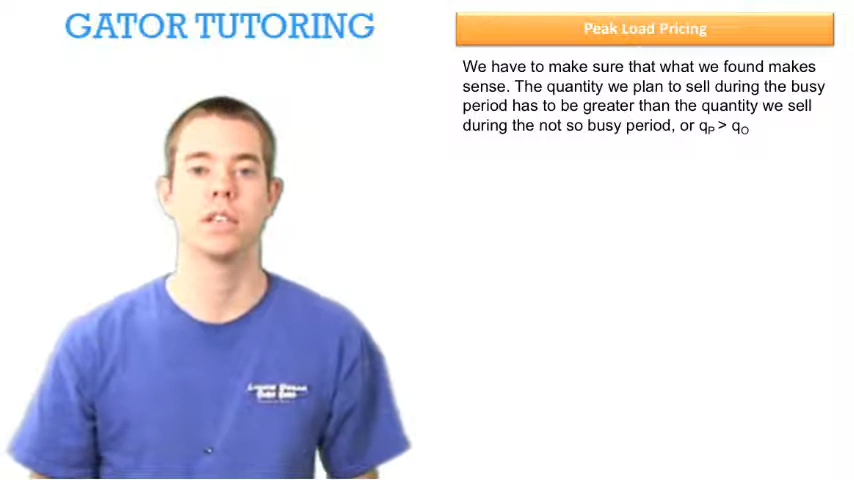 GATOR TUTORING
Peak Load Pricing
We have to make sure that what we found makes
sense. The quantity we plan to sell during the busy
period has to be greater than the quantity we sell
during the not so busy period, or qP > qO